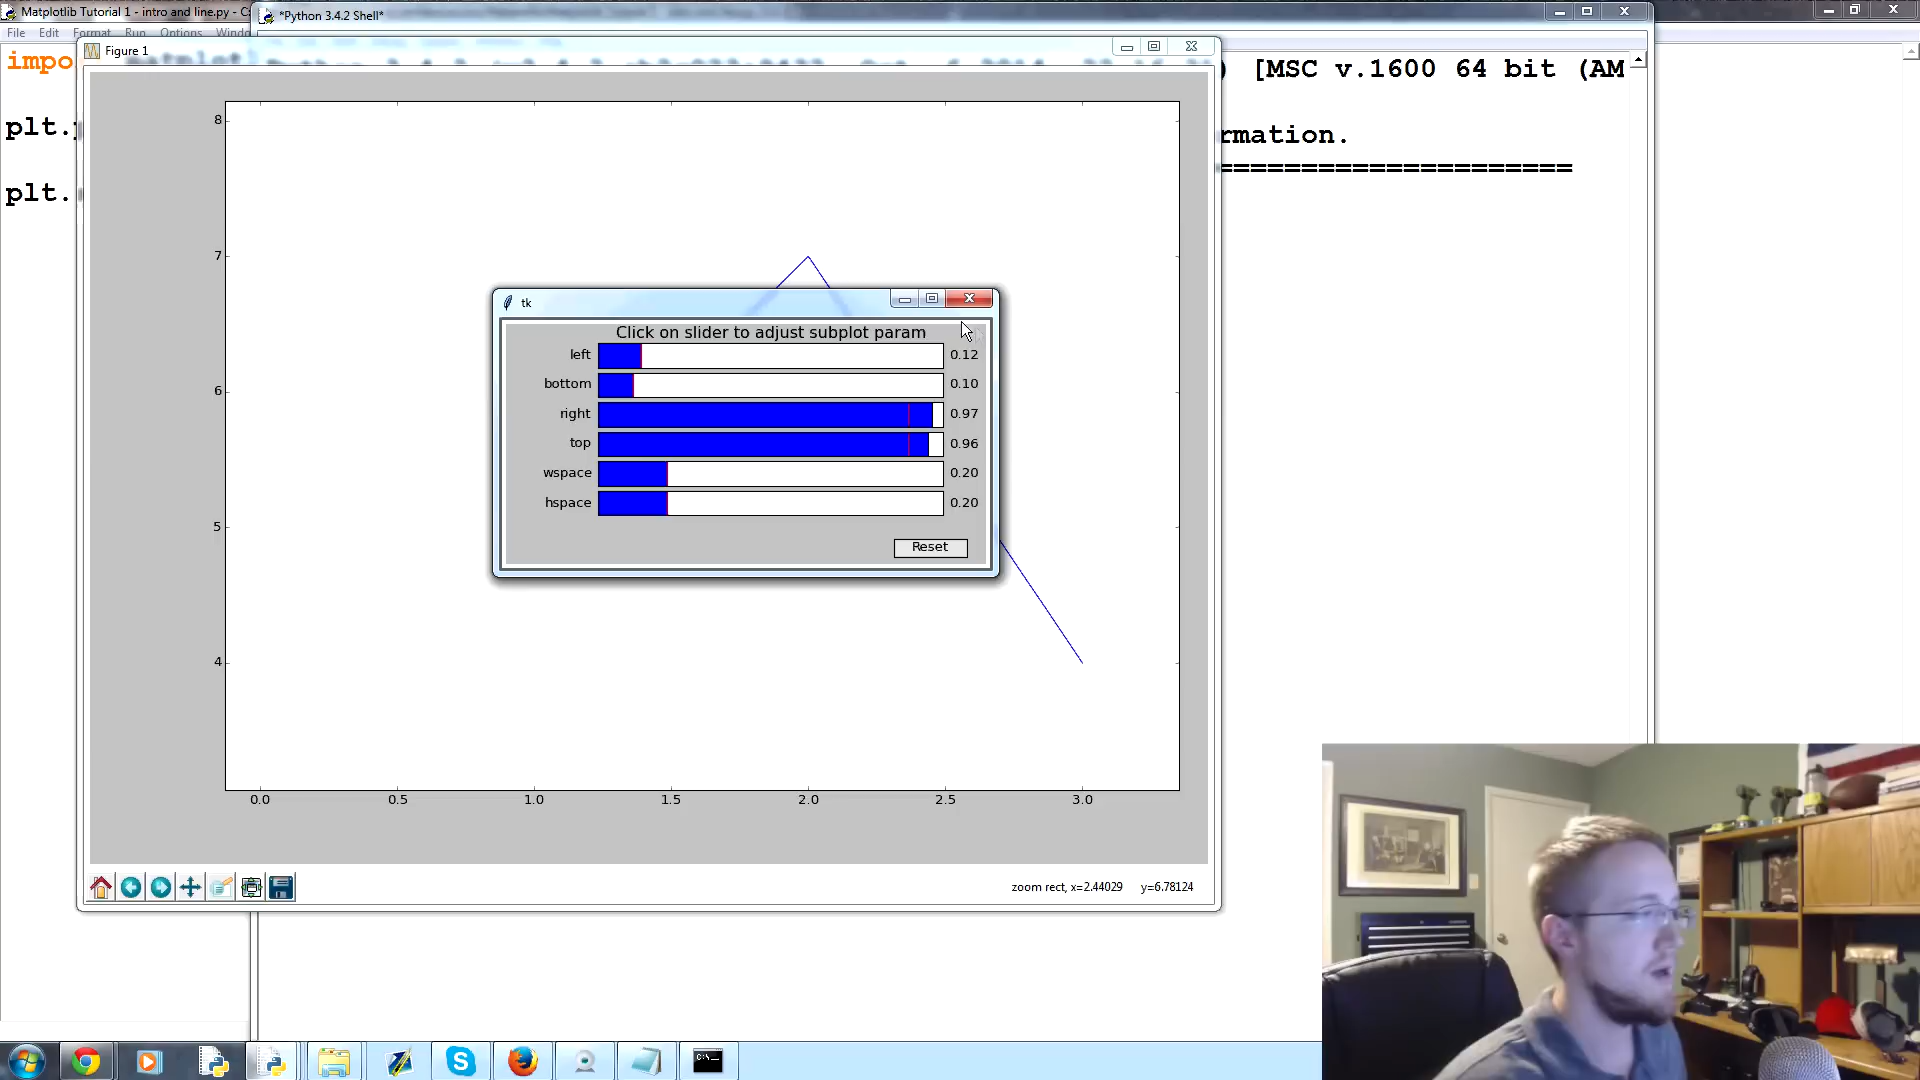 Matplotlib Tutorial 1 - intro and line.py - C
*Python 3.4.2 Shell*
File Edit Format Run Options
Figure 1
impo
) [MSC v.1600 64 bit (AM
plt.
rmation.
=====================
plt.
8
7
6
5
4
0.0 0.5 1.0 1.5 2.0 2.5 3.0
tk
Click on slider to adjust subplot param
left 0.12
bottom 0.10
right 0.97
top 0.96
wspace 0.20
hspace 0.20
Reset
zoom rect, x=2.44029 y=6.78124
C:\.